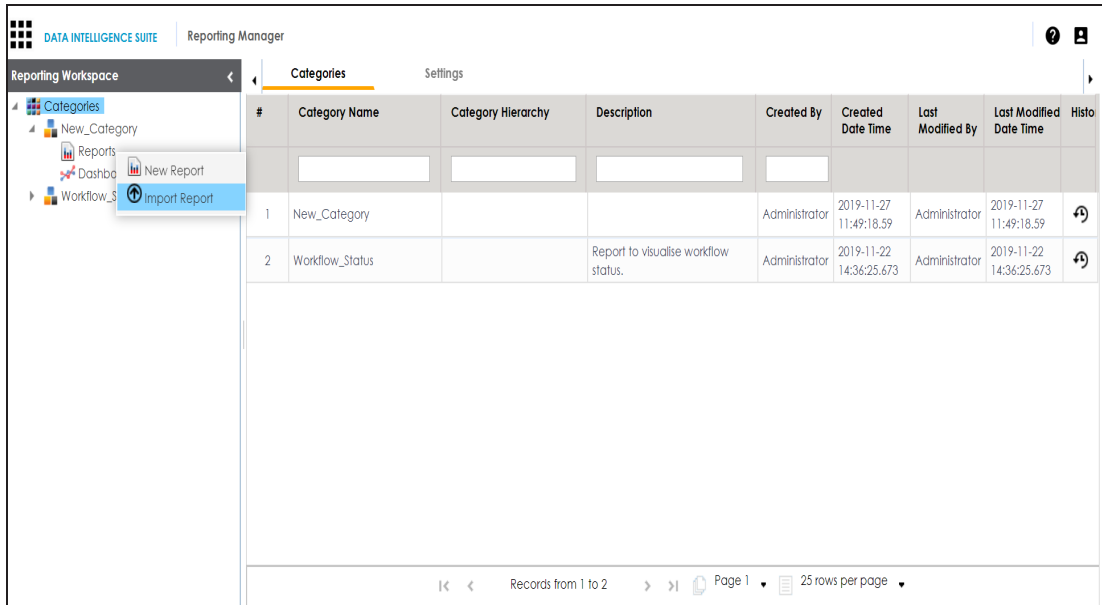 DATA INTELLIGENCE SUITE Reporting Manager
Reporting Workspace
Categories
New_Category
Reports
Dashbo
Workflow_S
New Report
Import Report
Categories Settings
# Category Name Category Hierarchy Description Created By Created Date Time Last Modified By Last Modified Date Time Histo
1 New_Category Administrator 2019-11-27 11:49:18.59 Administrator 2019-11-27 11:49:18.59
2 Workflow_Status Report to visualise workflow status. Administrator 2019-11-22 14:36:25.673 Administrator 2019-11-22 14:36:25.673
Records from 1 to 2 Page 1 25 rows per page